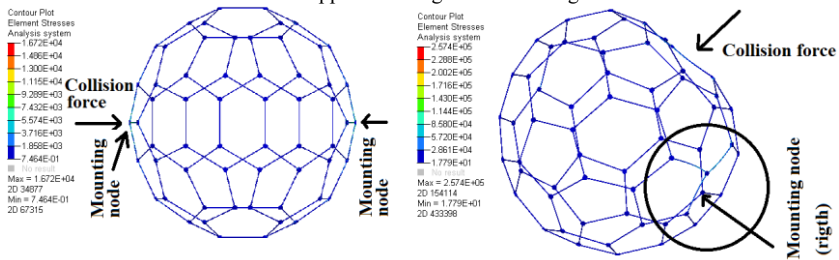 Contour Plot
Element Stresses
Analysis system
1.672E+04
1.486E+04
1.300E+04
1.115E+04
9.289E+03
7.432E+03
5.574E+03
3.716E+03
1.858E+03
7.464E-01
No result
Max = 1.672E+04
2D 34877
Min = 7.464E-01
2D 67315
Collision
force
Mounting
node
Mounting
node
Contour Plot
Element Stresses
Analysis system
2.574E+05
2.288E+05
2.002E+05
1.716E+05
1.430E+05
1.144E+05
8.580E+04
5.720E+04
2.861E+04
1.779E+01
No result
Max = 2.574E+05
2D 154114
Min = 1.779E+01
2D 433398
Collision force
Mounting node
(rigth)